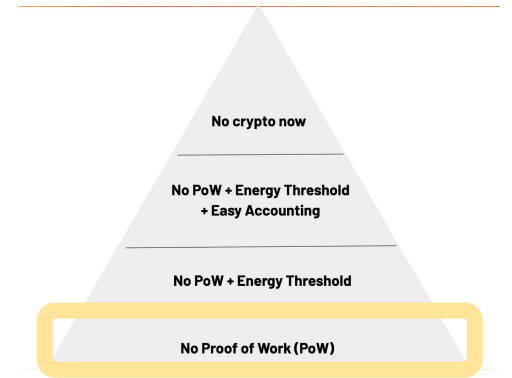 No crypto now
No PoW + Energy Threshold
+ Easy Accounting
No PoW + Energy Threshold
No Proof of Work (PoW)